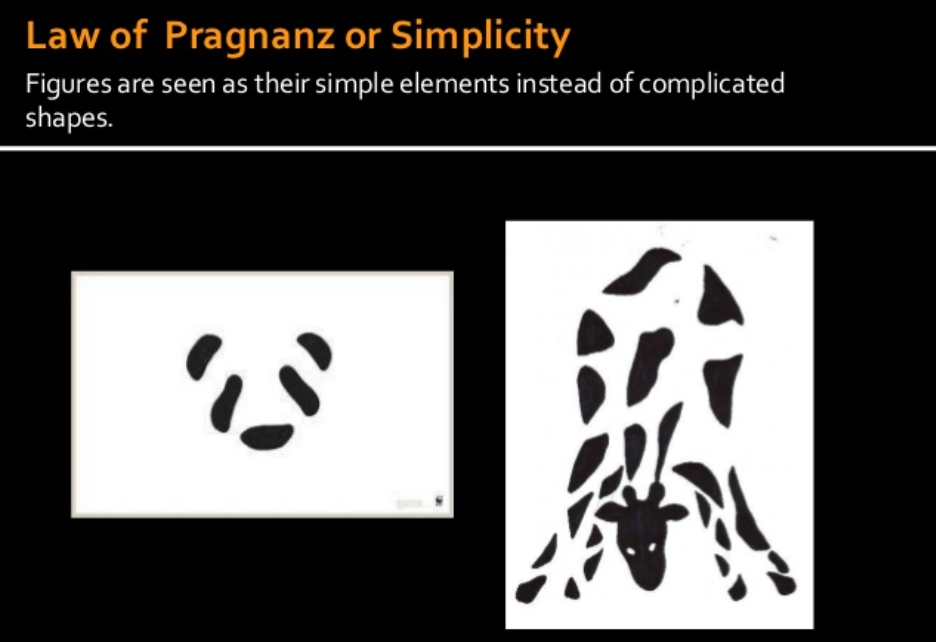 Law of Pragnanz or Simplicity
Figures are seen as their simple elements instead of complicated
shapes.